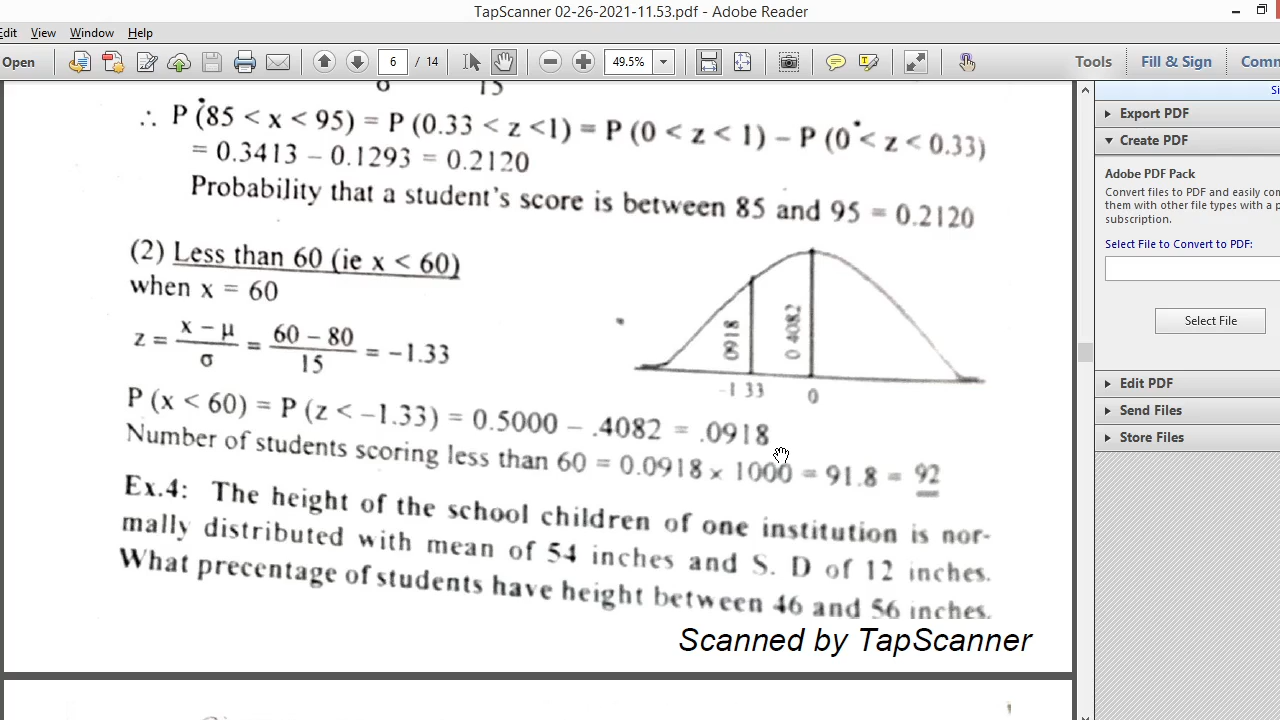 TapScanner 02-26-2021-11.53.pdf - Adobe Reader
Edit View Window Help
Open 6 / 14 49.5% Tools Fill & Sign
σ 15
∴ P (85 < x < 95) = P (0.33 < z <1) = P (0 < z < 1) – P (0 < z < 0.33)
= 0.3413 – 0.1293 = 0.2120
Probability that a student's score is between 85 and 95 = 0.2120
(2) Less than 60 (ie x < 60)
when x = 60
z = x – μ / σ = 60 – 80 / 15 = –1.33
0918 0 4082
-1 33 0
P (x < 60) = P (z < –1.33) = 0.5000 – .4082 = .0918
Number of students scoring less than 60 = 0.0918 × 1000 = 91.8 = 92
Ex.4: The height of the school children of one institution is nor-
mally distributed with mean of 54 inches and S. D of 12 inches.
What precentage of students have height between 46 and 56 inches.
Scanned by TapScanner
Export PDF
Create PDF
Adobe PDF Pack
Convert files to PDF and easily
them with other file types with a
subscription.
Select File to Convert to PDF:
Select File
Edit PDF
Send Files
Store Files